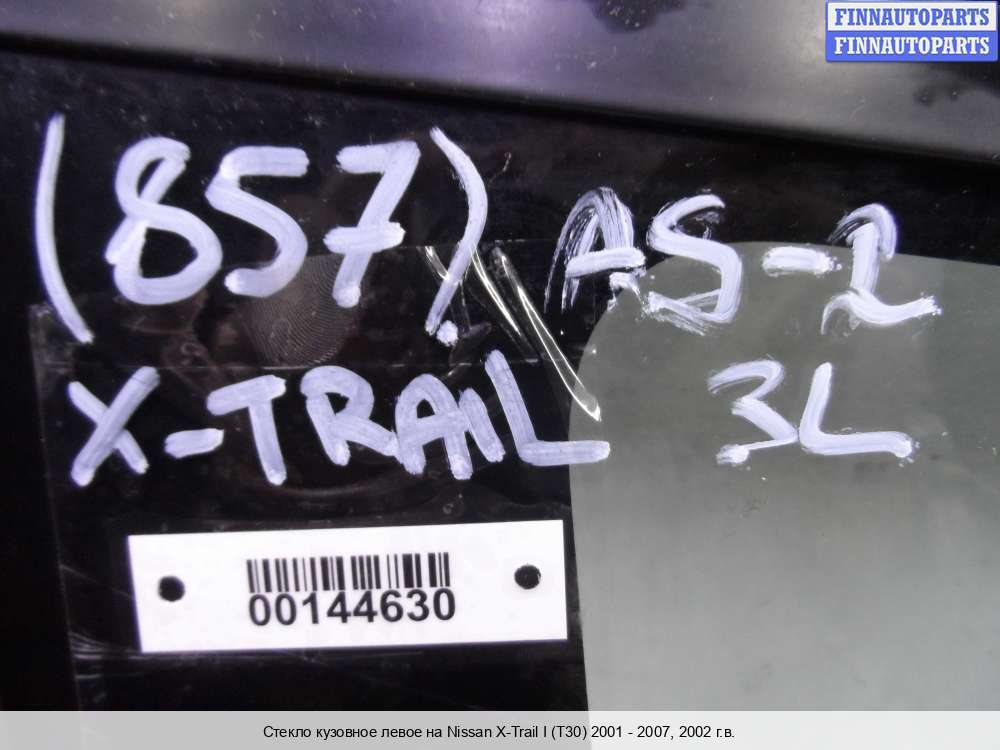 FINNAUTOPARTS
FINNAUTOPARTS
(857) AS-2
X-TRAIL 3L
00144630
Стекло кузовное левое на Nissan X-Trail I (T30) 2001 - 2007, 2002 г.в.